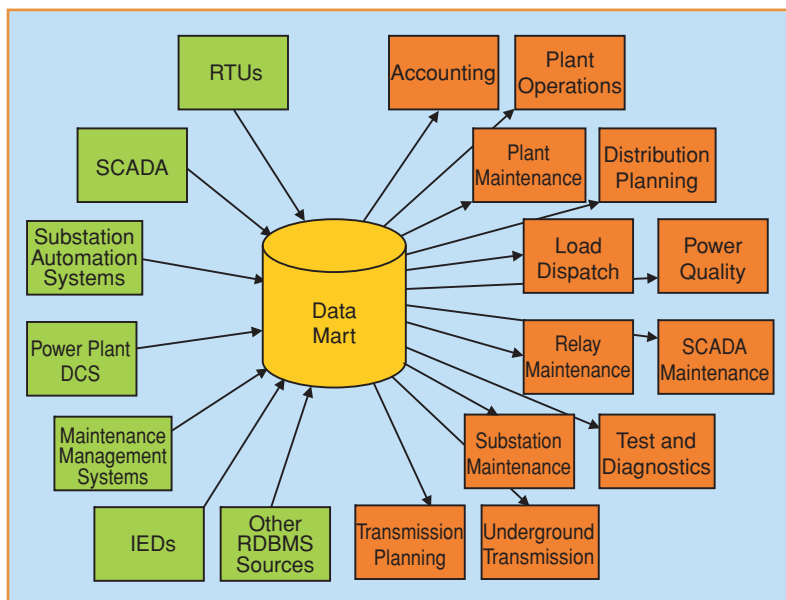 RTUs
Accounting
Plant
Operations
SCADA
Plant
Maintenance
Distribution
Planning
Substation
Automation
Systems
Load
Dispatch
Power
Quality
Data
Mart
Power Plant
DCS
Relay
Maintenance
SCADA
Maintenance
Maintenance
Management
Systems
Substation
Maintenance
Test and
Diagnostics
IEDs
Other
RDBMS
Sources
Transmission
Planning
Underground
Transmission